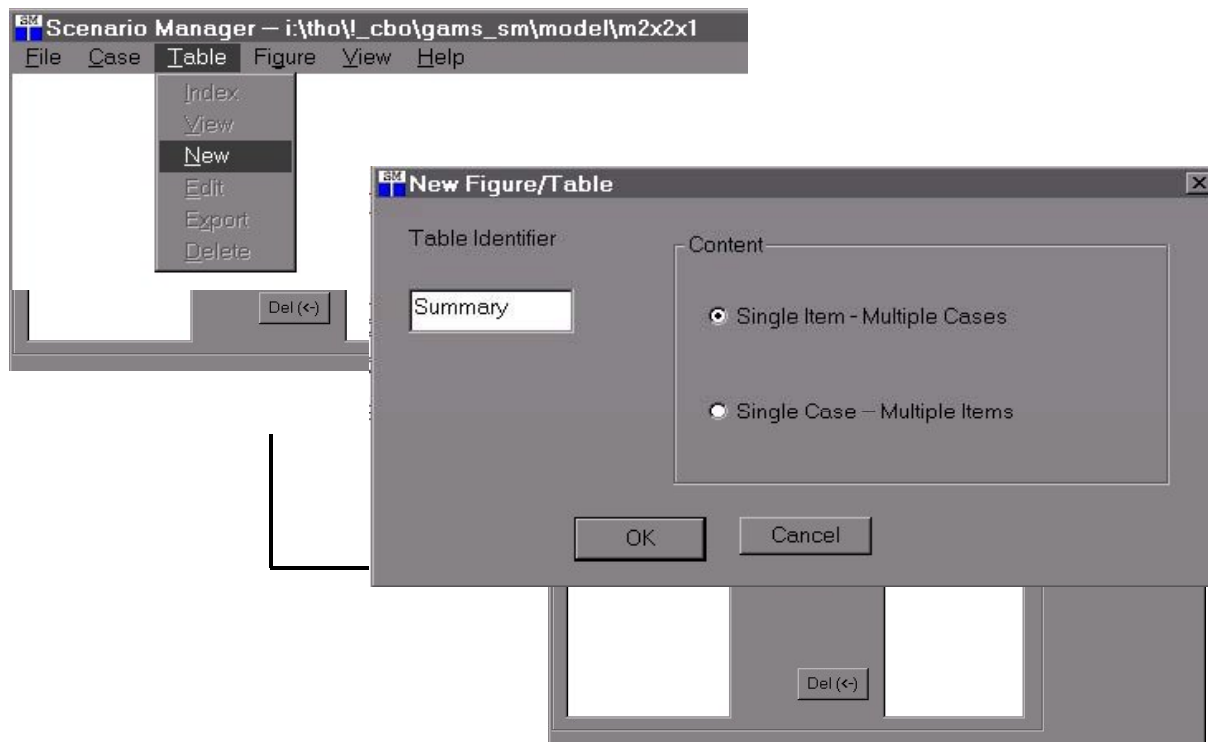 SM Scenario Manager – i:\tho\!_cbo\gams_sm\model\m2x2x1
File Case Table Figure View Help
Index
View
New
Edit
Export
Delete
Del (<-)
SM New Figure/Table
Table Identifier
Summary
Content
Single Item - Multiple Cases
Single Case – Multiple Items
OK
Cancel
Del (<-)